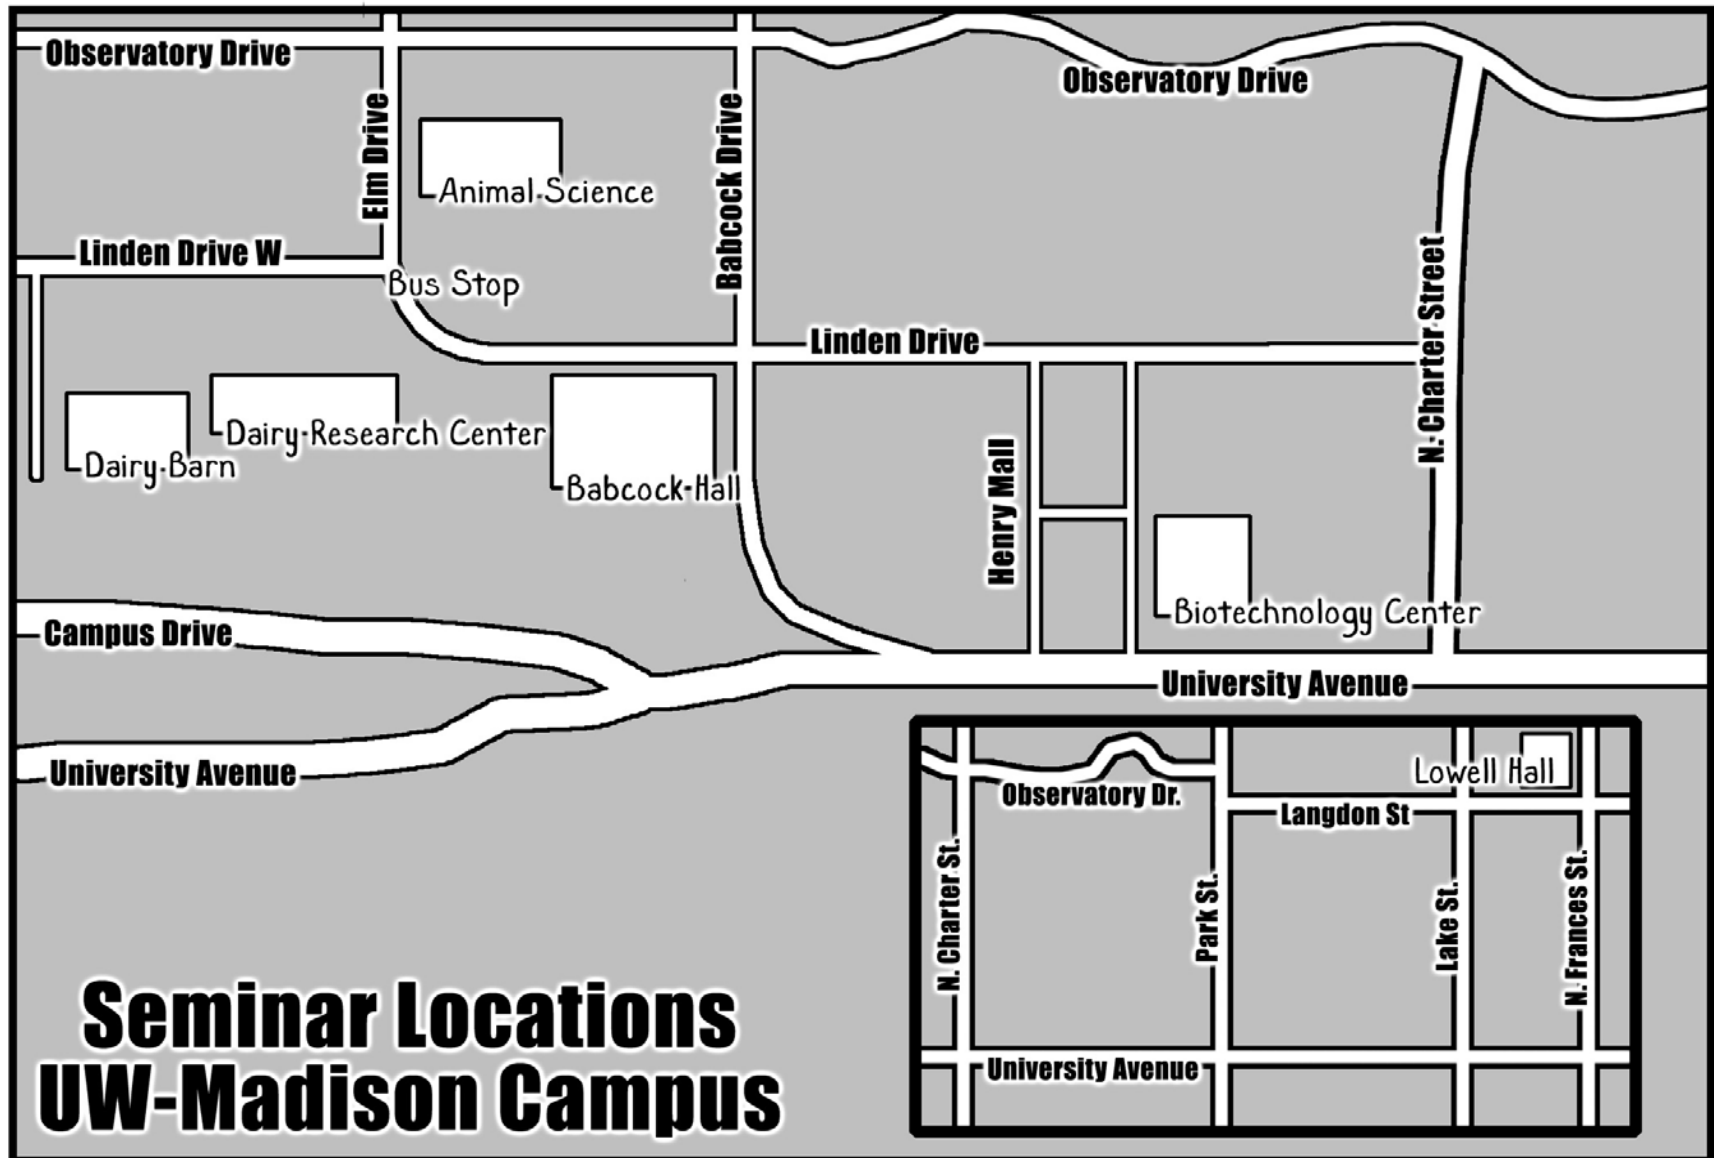 Observatory Drive
Observatory Drive
Elm Drive
Babcock Drive
Animal Science
Linden Drive W
Bus Stop
N. Charter Street
Linden Drive
Dairy Research Center
Dairy Barn
Babcock Hall
Henry Mall
Biotechnology Center
Campus Drive
University Avenue
University Avenue
Lowell Hall
Observatory Dr.
Langdon St
N. Charter St.
Park St.
Lake St.
N. Frances St.
University Avenue
Seminar Locations
UW-Madison Campus